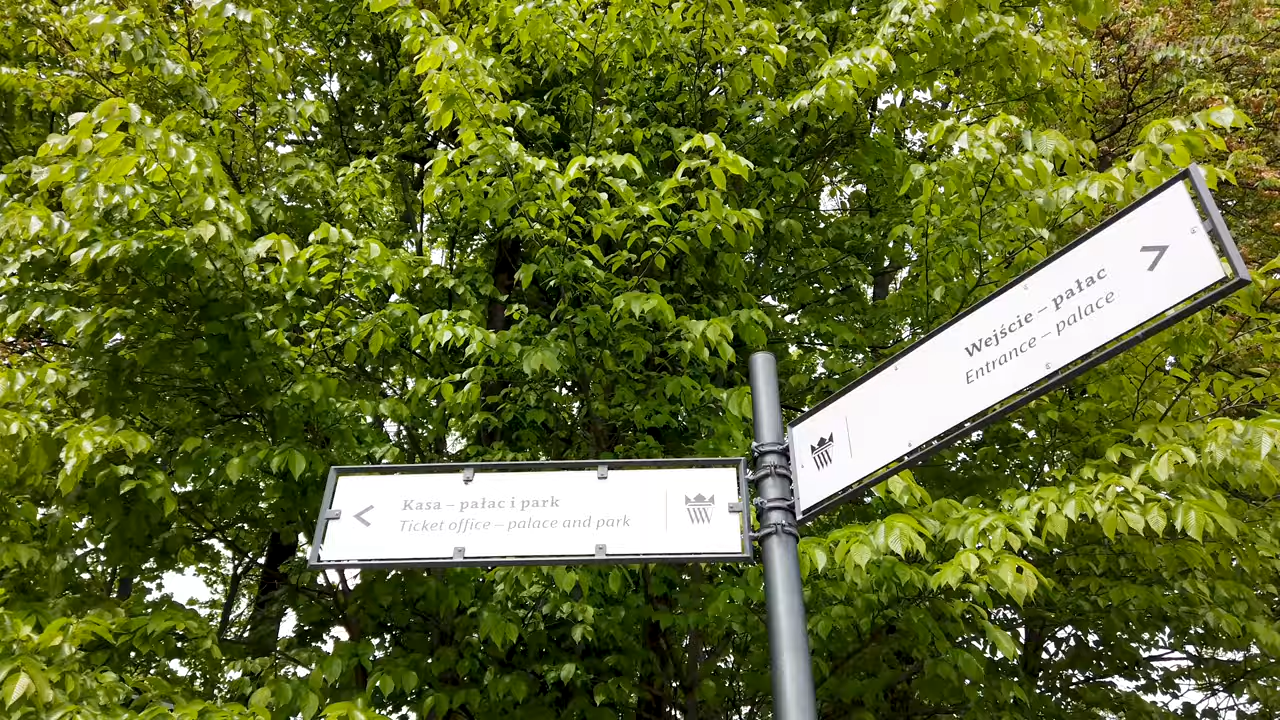 Kasa – pałac i park
Ticket office – palace and park
Wejście – pałac
Entrance – palace